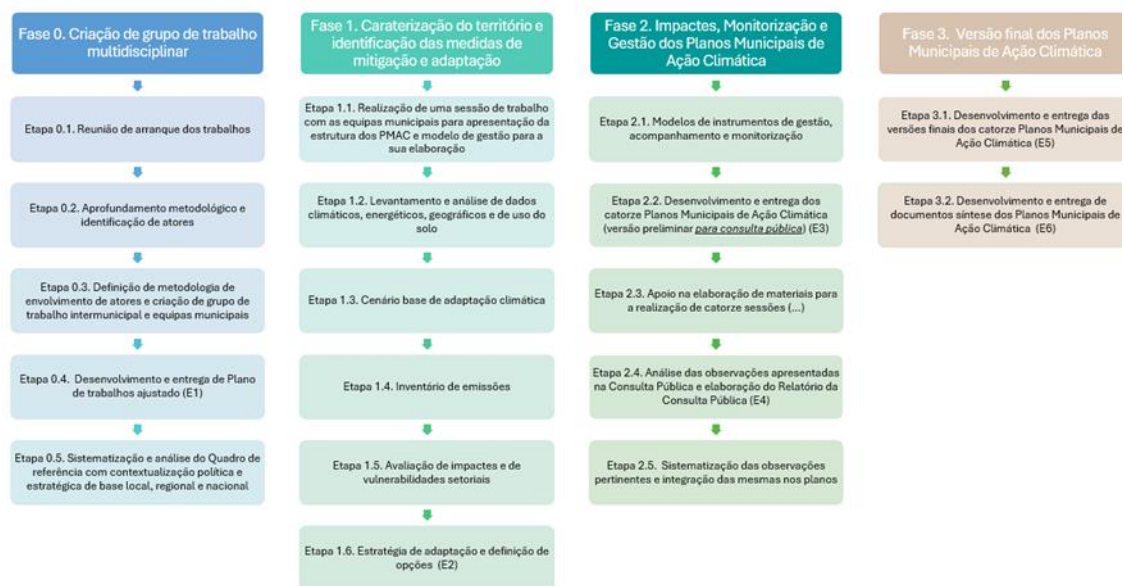 Fase 0. Criação de grupo de trabalho
multidisciplinar
Etapa 0.1. Reunião de arranque dos trabalhos
Etapa 0.2. Aprofundamento metodológico e
identificação de atores
Etapa 0.3. Definição de metodologia de
envolvimento de atores e criação de grupo de
trabalho intermunicipal e equipas municipais
Etapa 0.4. Desenvolvimento e entrega de Plano
de trabalhos ajustado (E1)
Etapa 0.5. Sistematização e análise do Quadro de
referência com contextualização política e
estratégica de base local, regional e nacional
Fase 1. Caraterização do território e
identificação das medidas de
mitigação e adaptação
Etapa 1.1. Realização de uma sessão de trabalho
com as equipas municipais para apresentação da
estrutura dos PMAC e modelo de gestão para a
sua elaboração
Etapa 1.2. Levantamento e análise de dados
climáticos, energéticos, geográficos e de uso do
solo
Etapa 1.3. Cenário base de adaptação climática
Etapa 1.4. Inventário de emissões
Etapa 1.5. Avaliação de impactes e de
vulnerabilidades setoriais
Etapa 1.6. Estratégia de adaptação e definição de
opções (E2)
Fase 2. Impactes, Monitorização e
Gestão dos Planos Municipais de
Ação Climática
Etapa 2.1. Modelos de instrumentos de gestão,
acompanhamento e monitorização
Etapa 2.2. Desenvolvimento e entrega dos
catorze Planos Municipais de Ação Climática
(versão preliminar para consulta pública) (E3)
Etapa 2.3. Apoio na elaboração de materiais para
a realização de catorze sessões (...)
Etapa 2.4. Análise das observações apresentadas
na Consulta Pública e elaboração do Relatório da
Consulta Pública (E4)
Etapa 2.5. Sistematização das observações
pertinentes e integração das mesmas nos planos
Fase 3. Versão final dos Planos
Municipais de Ação Climática
Etapa 3.1. Desenvolvimento e entrega das
versões finais dos catorze Planos Municipais de
Ação Climática (E5)
Etapa 3.2. Desenvolvimento e entrega de
documentos síntese dos Planos Municipais de
Ação Climática (E6)